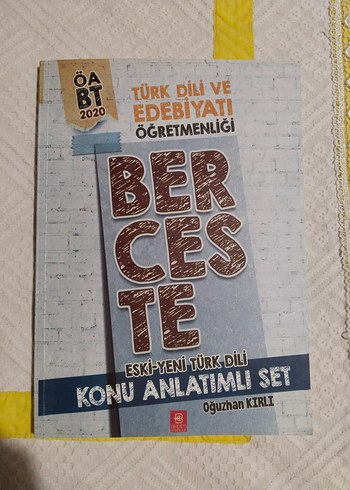 ÖA
BT
2020
TÜRK DİLİ VE
EDEBİYATI
ÖĞRETMENLİĞİ
BER
CES
TE
ESKİ-YENİ TÜRK DİLİ
KONU ANLATIMLI SET
Oğuzhan KIRLI